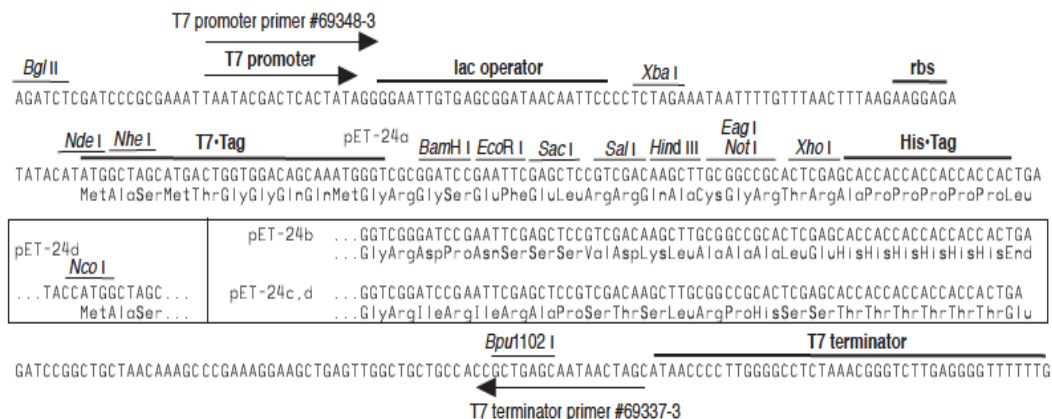 T7 promoter primer #69348-3
Bgl II T7 promoter lac operator Xba I rbs
AGATCTCGATCCCGCGAAATTAATACGACTCACTATAGGGGAATTGTGAGCGGATAACAATTCCCCTCTAGAAATAATTTTGTTTAACTTTAAGAAGGAGA
Nde I Nhe I T7•Tag pET-24a BamH I EcoR I Sac I Sal I Hind III Eag I Not I Xho I His•Tag
TATACATATGGCTAGCATGACTGGTGGACAGCAAATGGGTCGCGGATCCGAATTCGAGCTCCGTCGACAAGCTTGCGGCCGCACTCGAGCACCACCACCACCACCACTGA
MetAlaSerMetThrGlyGlyGlnGlnMetGlyArgGlySerGluPheGluLeuArgArgGlnAlaCysGlyArgThrArgAlaProProProProProLeu
pET-24d
Nco I
...TACCATGGCTAGC...
MetAlaSer...
pET-24b ...GGTCGGGATCCGAATTCGAGCTCCGTCGACAAGCTTGCGGCCGCACTCGAGCACCACCACCACCACCACTGA
GlyArgAspProAsnSerSerSerValAspLysLeuAlaAlaAlaLeuGluHisHisHisHisHisHisEnd
pET-24c,d ...GGTCGGATCCGAATTCGAGCTCCGTCGACAAGCTTGCGGCCGCACTCGAGCACCACCACCACCACCACTGA
GlyArgIleArgIleArgAlaProSerThrSerLeuArgProHisSerSerThrThrThrThrThrThrGlu
Bpu1102 I T7 terminator
GATCCGGCTGCTAACAAAGCCCGAAAGGAAGCTGAGTTGGCTGCTGCCACCGCTGAGCAATAACTAGCATAACCCCTTGGGGCCTCTAAACGGGTCTTGAGGGGTTTTTTG
T7 terminator primer #69337-3